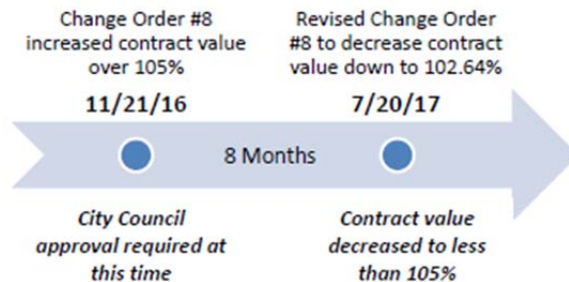 Change Order #8
increased contract value
over 105%
11/21/16
Revised Change Order
#8 to decrease contract
value down to 102.64%
7/20/17
8 Months
City Council
approval required at
this time
Contract value
decreased to less
than 105%